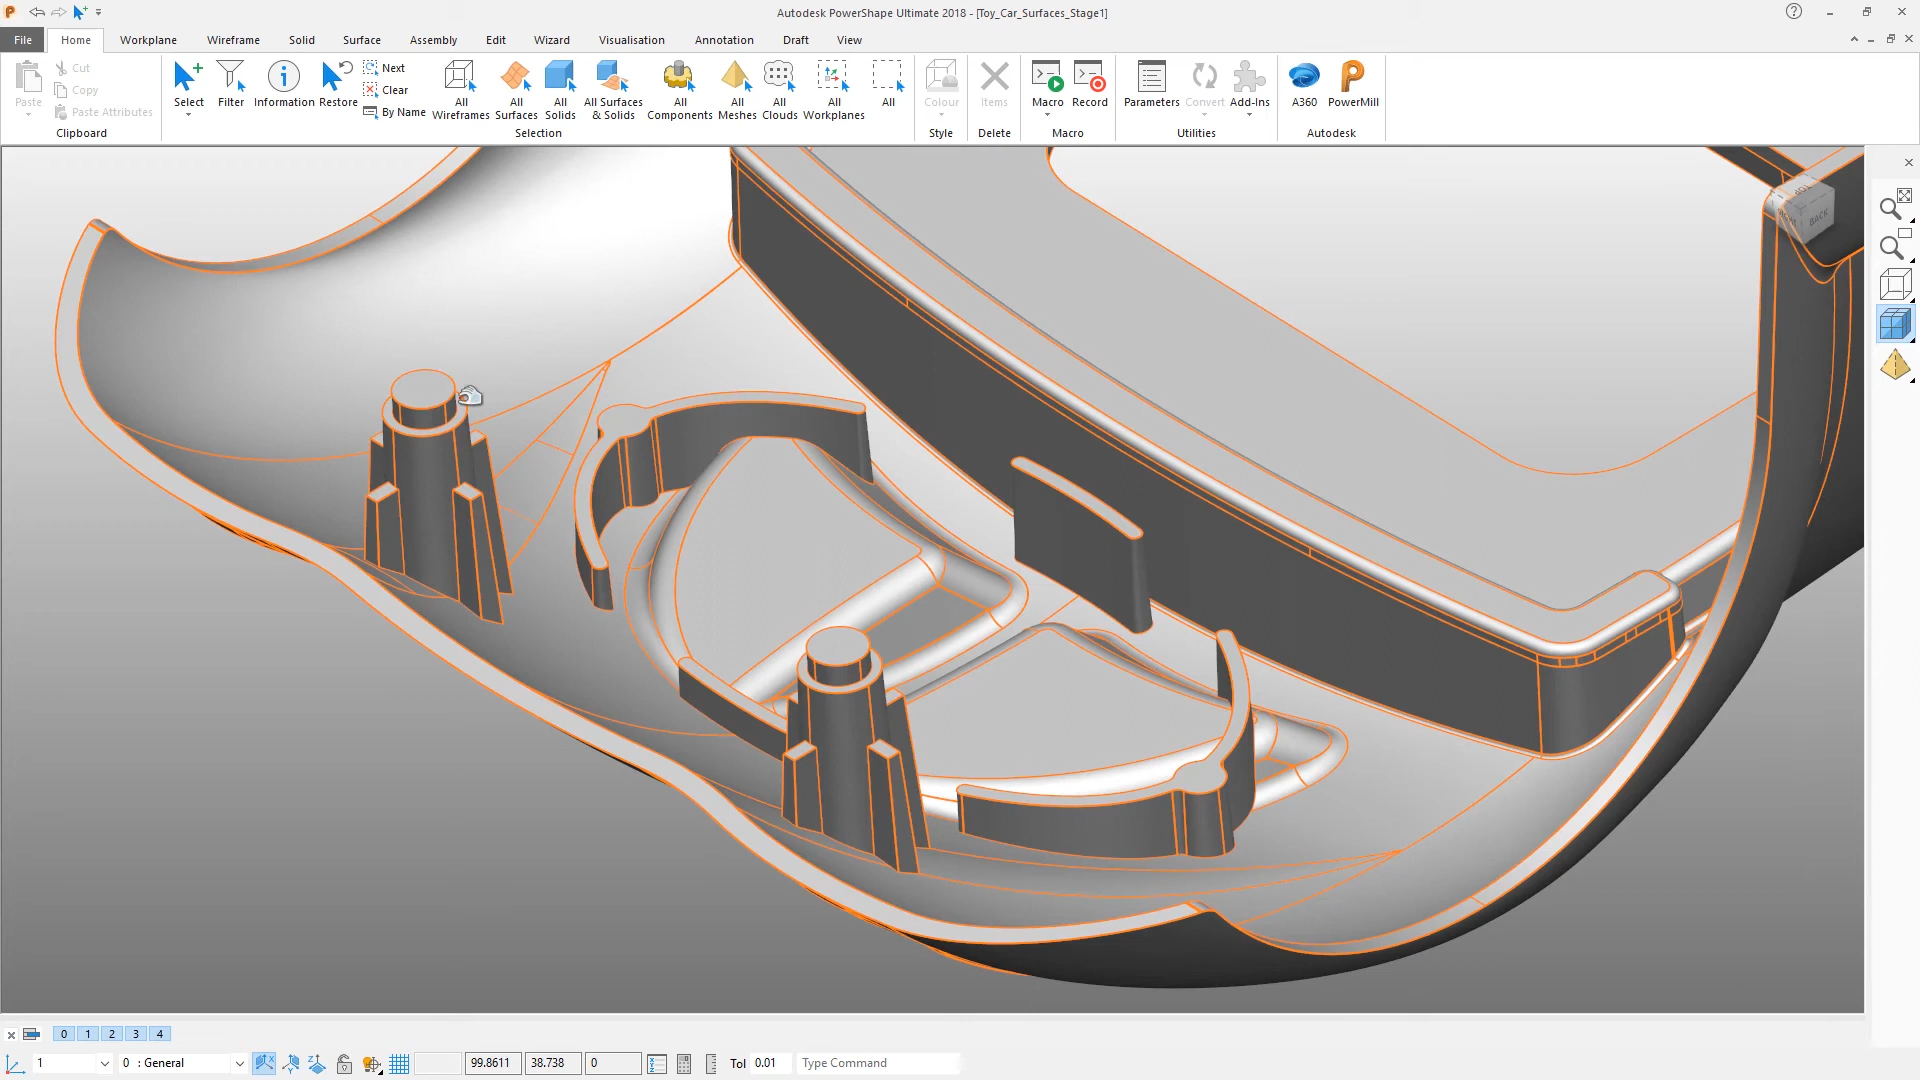 Autodesk PowerShape Ultimate 2018 - [Toy_Car_Surfaces_Stage1]
File Home Workplane Wireframe Solid Surface Assembly Edit Wizard Visualisation Annotation Draft View
Paste
Cut
Copy
Paste Attributes
Clipboard
Select
Filter
Information
Restore
Next
Clear
By Name
All Wireframes
All Surfaces
All Solids
All Surfaces & Solids
All Components
All Meshes
All Clouds
All Workplanes
All
Selection
Colour
Style
Items
Delete
Macro
Record
Macro
Parameters
Convert
Add-Ins
Utilities
A360
PowerMill
Autodesk
TOP
BACK
0 1 2 3 4
1 0 : General 99.8611 38.738 0 Tol 0.01 Type Command